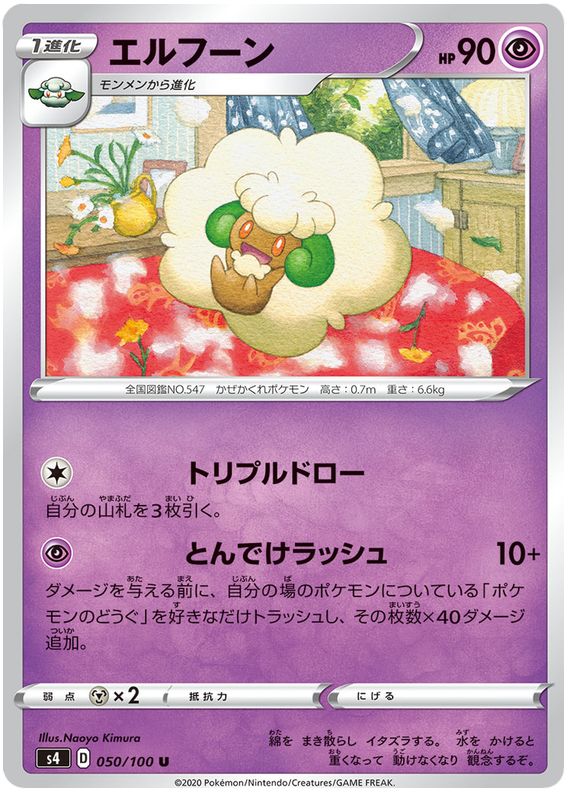 1進化 エルフーン HP90
モンメンから進化
全国図鑑NO.547 かぜかくれポケモン 高さ:0.7m 重さ:6.6kg
トリプルドロー
自分の山札を3枚引く。
とんでけラッシュ 10+
ダメージを与える前に、自分の場のポケモンについている「ポケ
モンのどうぐ」を好きなだけトラッシュし、その枚数×40ダメージ
追加。
弱点 ×2 抵抗力 にげる
Illus.Naoyo Kimura
綿を まき散らし イタズラする。 水を かけると
s4 D 050/100 U
重くなって 動けなくなり 観念するぞ。
©2020 Pokémon/Nintendo/Creatures/GAME FREAK.